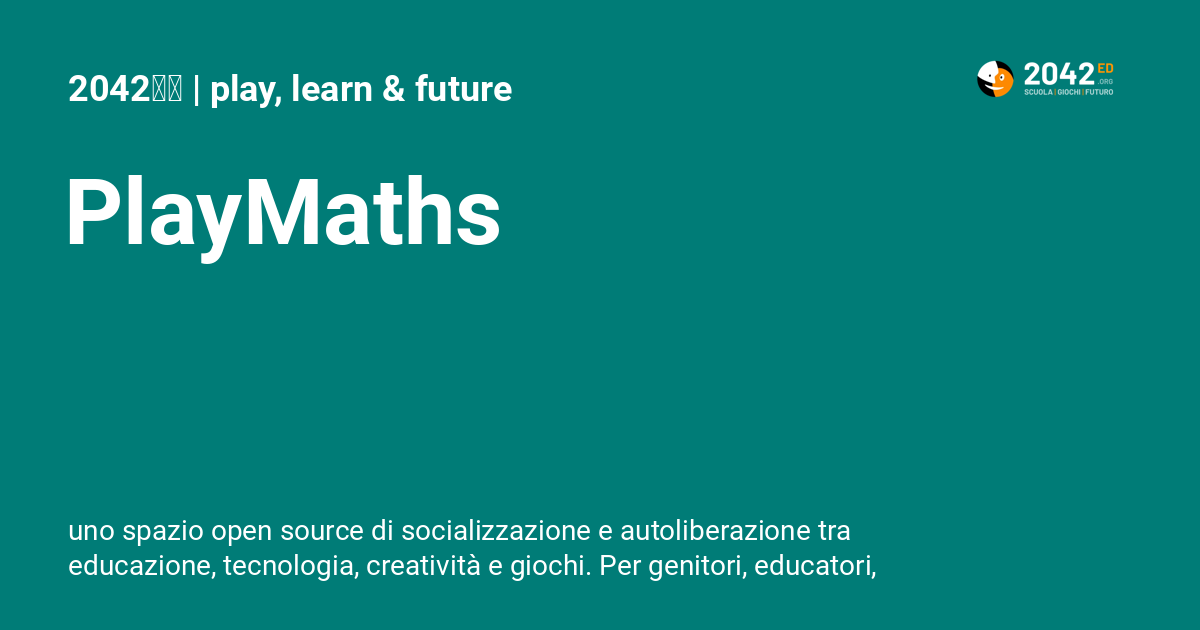 2042 | play, learn & future
2042 ED
.ORG
SCUOLA | GIOCHI | FUTURO
PlayMaths
uno spazio open source di socializzazione e autoliberazione tra
educazione, tecnologia, creatività e giochi. Per genitori, educatori,